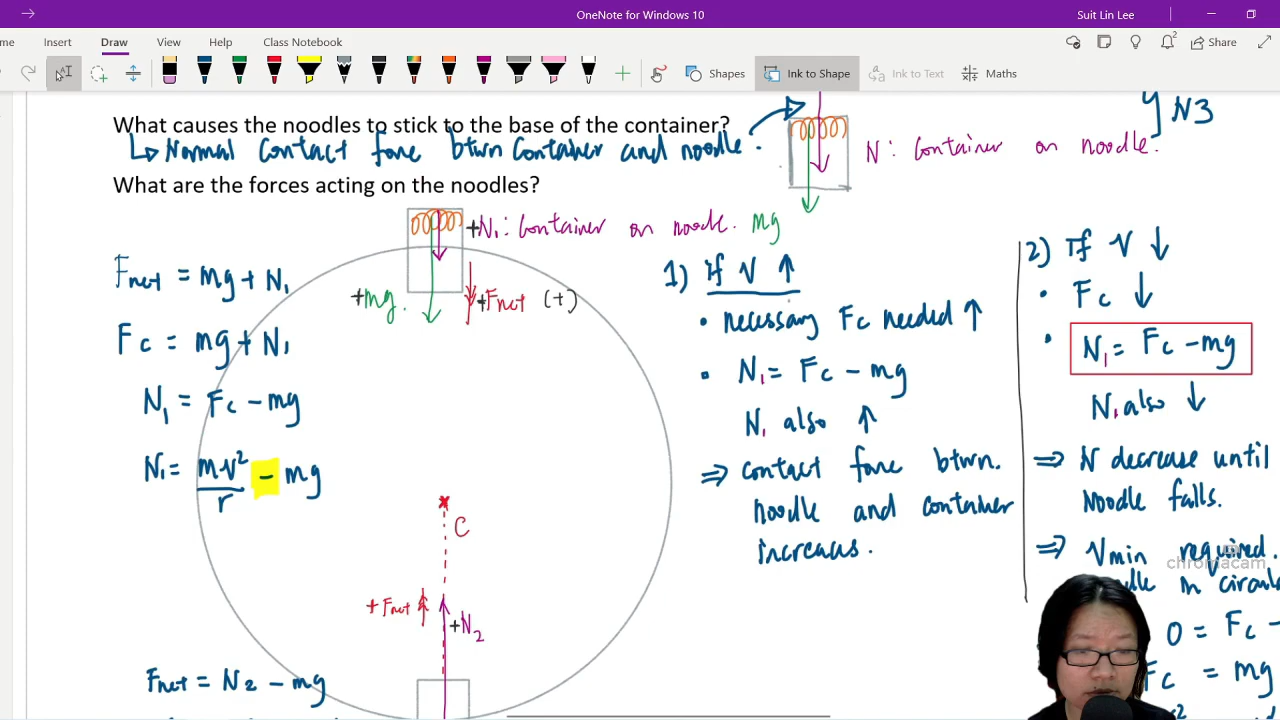 OneNote for Windows 10
Suit Lin Lee
me Insert Draw View Help Class Notebook Share
Shapes Ink to Shape Ink to Text Maths
What causes the noodles to stick to the base of the container?
↳ Normal contact force btwn container and noodle.
} N3
N: Container on noodle.
What are the forces acting on the noodles?
+N₁: Container on noodle. mg
+mg.
+Fnet (+)
Fnet = mg + N₁
Fc = mg + N₁
N₁ = Fc - mg
N₁ = mv²/r - mg
C
+Fnet
+N₂
Fnet = N₂ - mg
1) If v ↑
• necessary Fc needed ↑
• N₁ = Fc - mg
N₁ also ↑
⇒ contact force btwn.
noodle and container
increases.
2) If v ↓
• Fc ↓
• N₁ = Fc - mg
N₁ also ↓
⇒ N decrease until
noodle falls.
⇒ Vmin required.
in circula
0 = Fc -
Fc = mg
chromacam